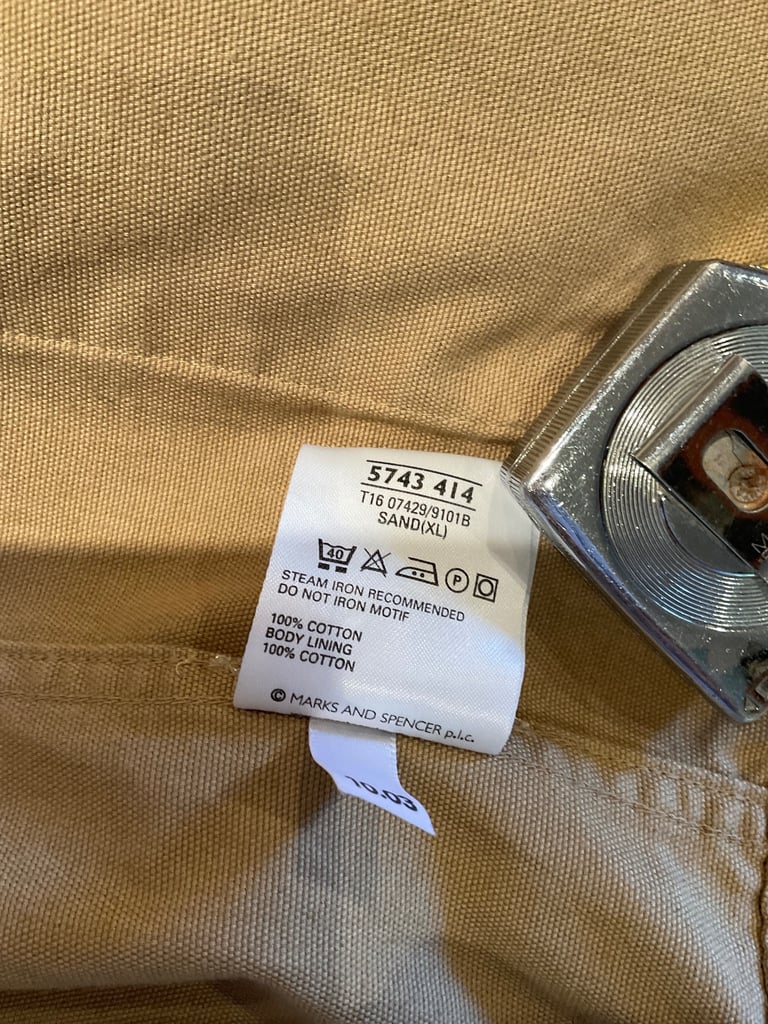 5743 414
T16 07429/9101B
SAND(XL)
40 P
STEAM IRON RECOMMENDED
DO NOT IRON MOTIF
100% COTTON
BODY LINING
100% COTTON
© MARKS AND SPENCER p.l.c.
10.03